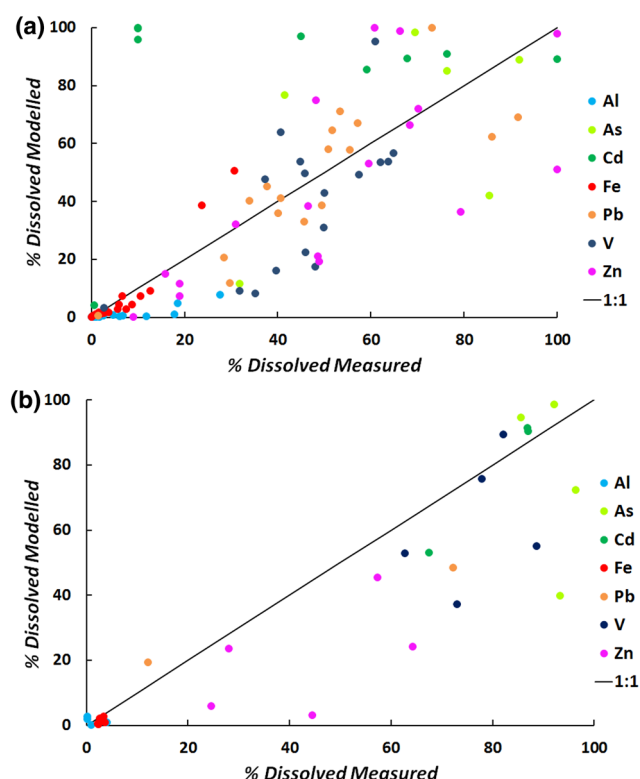 (a)
100
80
60
40
20
0
% Dissolved Modelled
0 20 40 60 80 100
% Dissolved Measured
Al
As
Cd
Fe
Pb
V
Zn
1:1
(b)
100
80
60
40
20
0
% Dissolved Modelled
0 20 40 60 80 100
% Dissolved Measured
Al
As
Cd
Fe
Pb
V
Zn
1:1